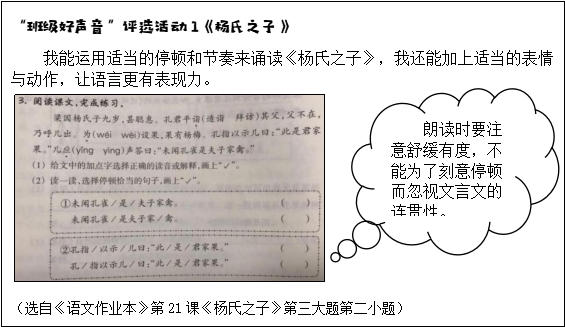 “班级好声音”评选活动1《杨氏之子》
我能运用适当的停顿和节奏来诵读《杨氏之子》，我还能加上适当的表情
与动作，让语言更有表现力。
3. 阅读课文，完成练习。
梁国杨氏子九岁，甚聪惠。孔君平诣（造诣 拜访）其父，父不在，
乃呼儿出。为（wéi wèi）设果，果有杨梅。孔指以示儿曰：“此是君家
果。”儿应（yīng yìng）声答曰：“未闻孔雀是夫子家禽。”
（1）给文中的加点字选择正确的读音或解释，画上“✓”。
（2）读一读，选择停顿恰当的句子，画上“✓”。
①未闻孔雀/是/夫子家禽。 （ ）
未闻孔雀/是夫子家/禽。 （ ）
②孔指/以示/儿曰：“此/是/君家果。” （ ）
孔/指以示儿/曰：“此/是/君家果。” （ ）
朗读时要注
意舒缓有度，不
能为了刻意停顿
而忽视文言文的
连贯性。
（选自《语文作业本》第21课《杨氏之子》第三大题第二小题）